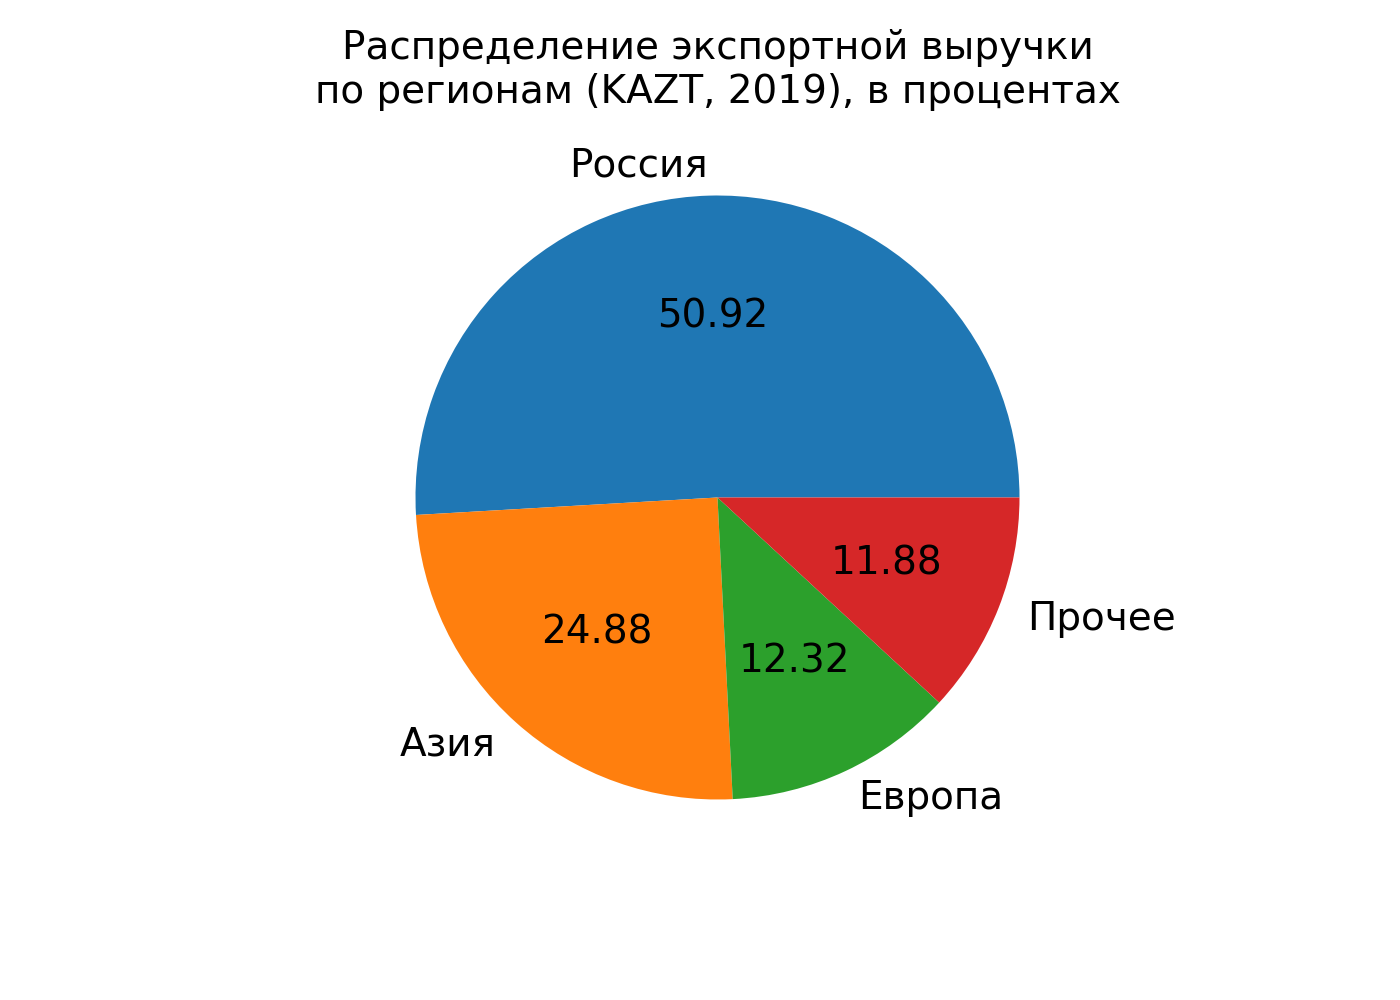 Распределение экспортной выручки
по регионам (KAZT, 2019), в процентах
Россия
50.92
11.88
Прочее
24.88
12.32
Азия
Европа